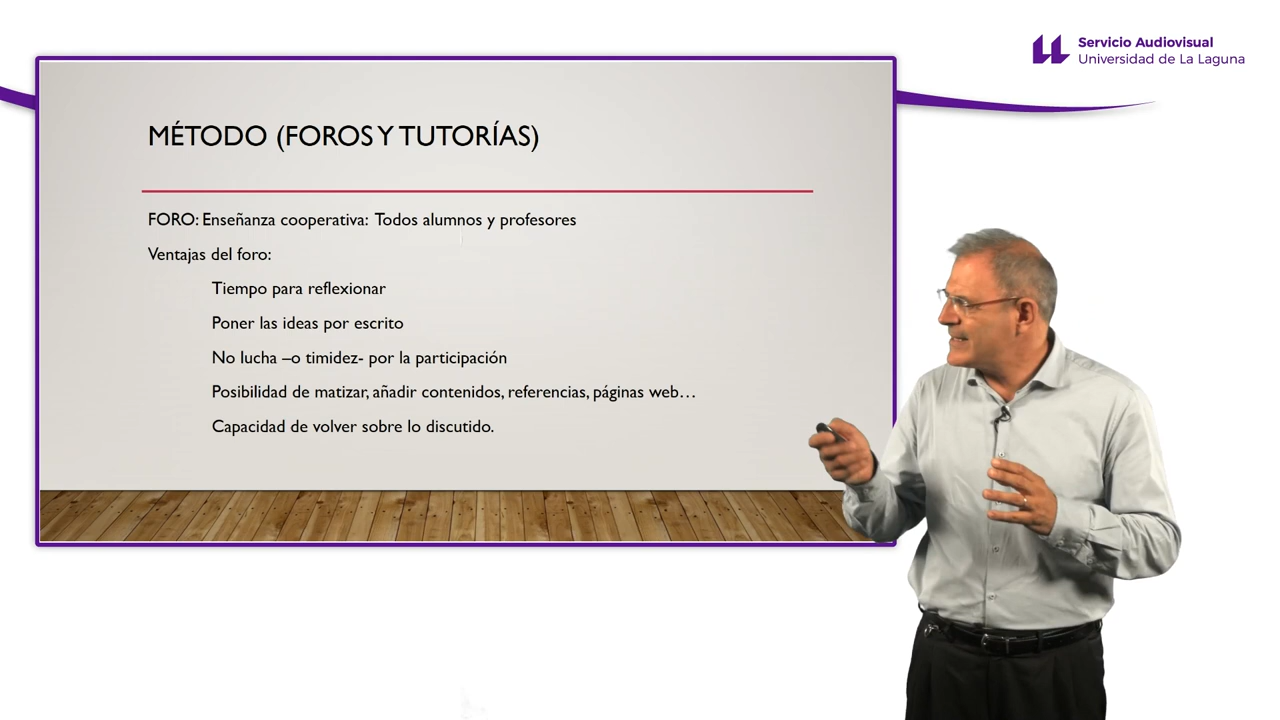 Servicio Audiovisual
Universidad de La Laguna
MÉTODO (FOROS Y TUTORÍAS)
FORO: Enseñanza cooperativa: Todos alumnos y profesores
Ventajas del foro:
Tiempo para reflexionar
Poner las ideas por escrito
No lucha –o timidez- por la participación
Posibilidad de matizar, añadir contenidos, referencias, páginas web…
Capacidad de volver sobre lo discutido.